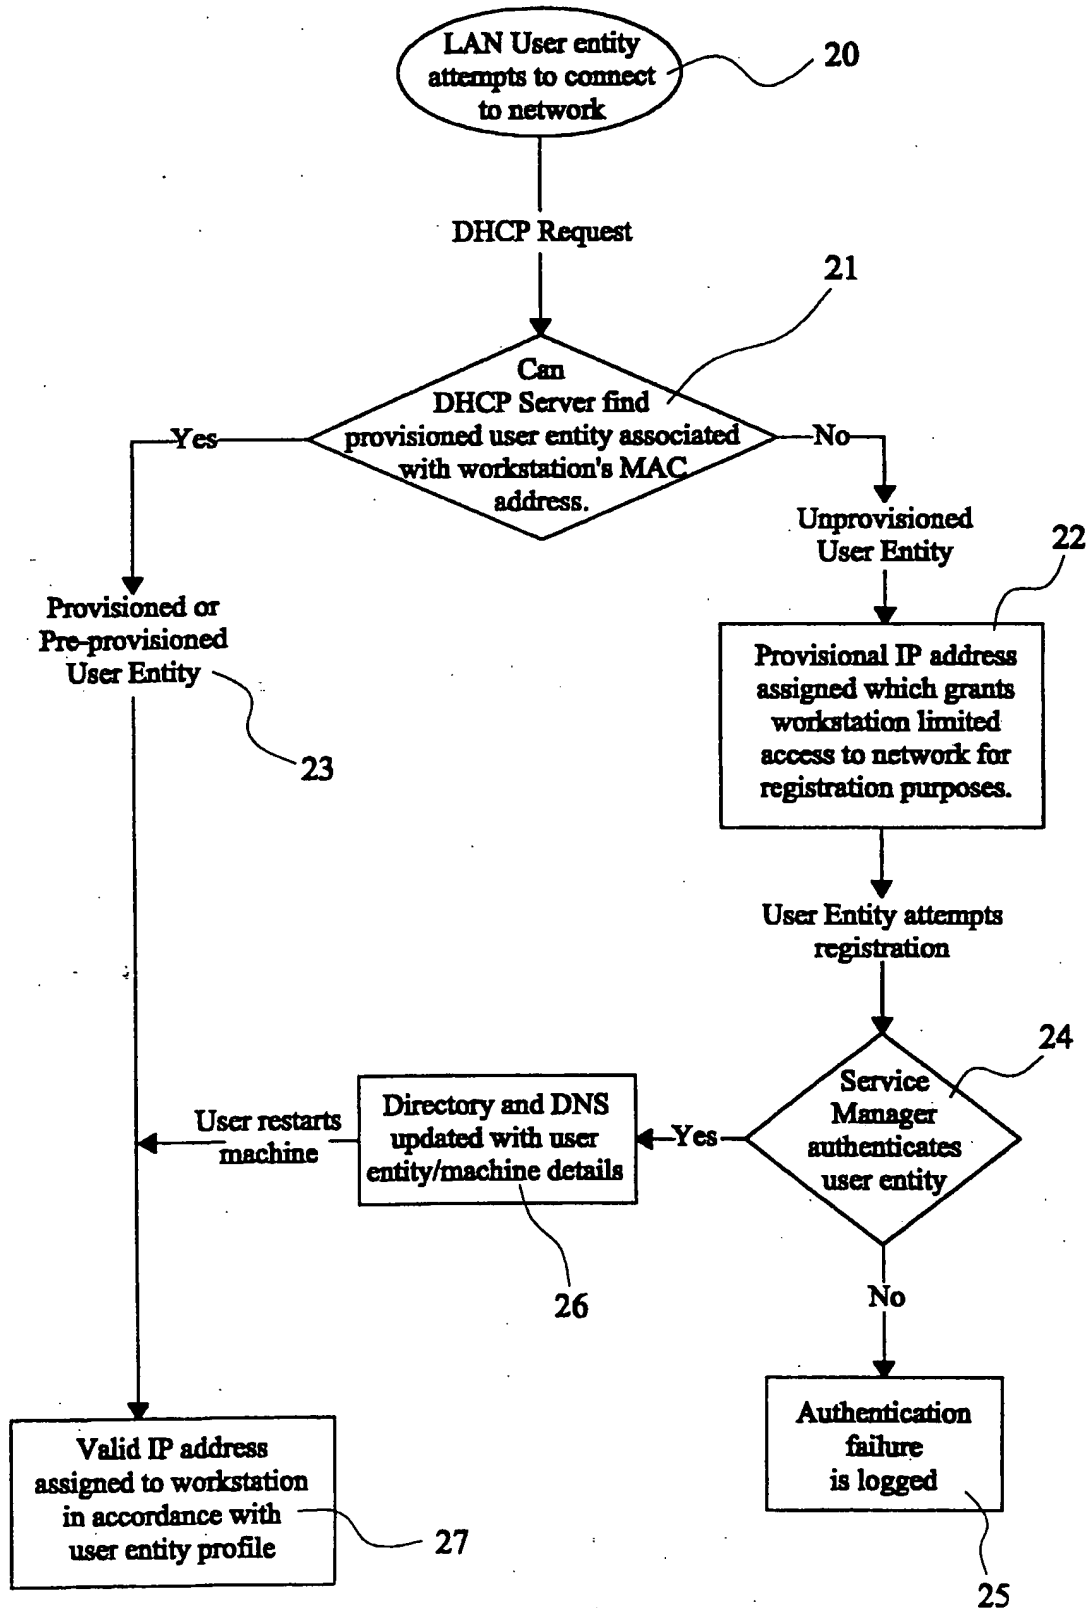 LAN User entity
attempts to connect
to network
20
DHCP Request
21
Can
DHCP Server find
provisioned user entity associated
with workstation's MAC
address.
Yes
No
Unprovisioned
User Entity
22
Provisioned or
Pre-provisioned
User Entity
23
Provisional IP address
assigned which grants
workstation limited
access to network for
registration purposes.
User Entity attempts
registration
24
Service
Manager
authenticates
user entity
Yes
Directory and DNS
updated with user
entity/machine details
26
User restarts
machine
No
Authentication
failure
is logged
25
Valid IP address
assigned to workstation
in accordance with
user entity profile
27